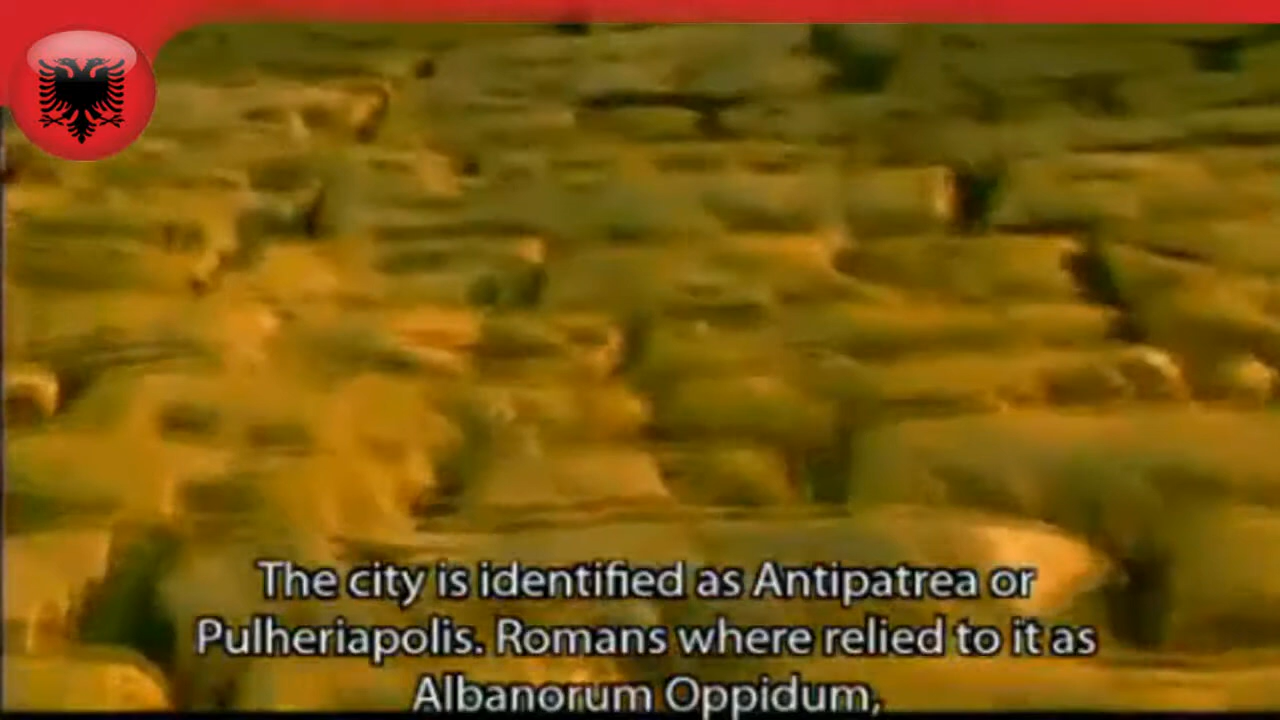 The city is identified as Antipatrea or
Pulheriapolis. Romans where relied to it as
Albanorum Oppidum,